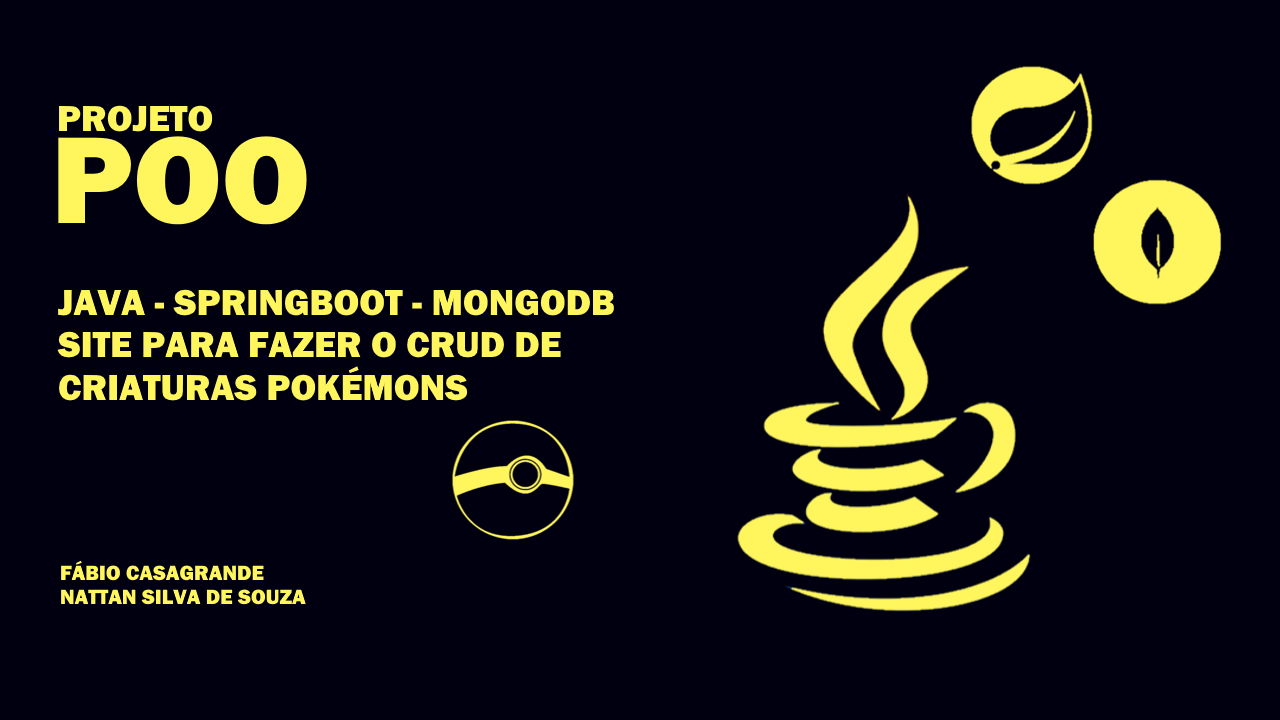 PROJETO
POO
JAVA - SPRINGBOOT - MONGODB
SITE PARA FAZER O CRUD DE
CRIATURAS POKÉMONS
FÁBIO CASAGRANDE
NATTAN SILVA DE SOUZA